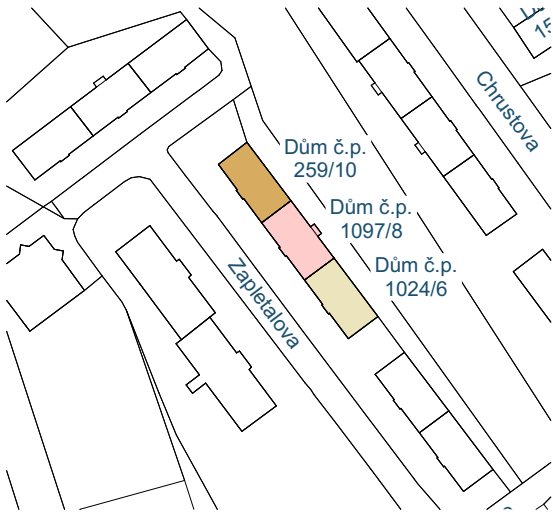 Chrustova
Dům č.p.
259/10
Dům č.p.
1097/8
Dům č.p.
1024/6
Zapletalova